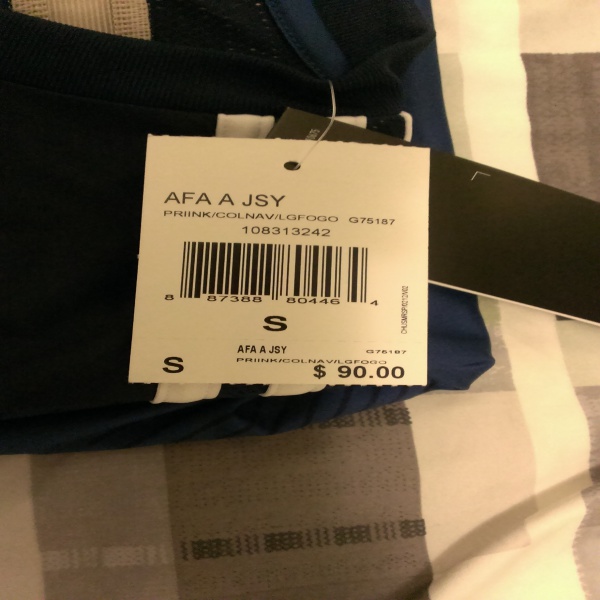 AFA A JSY
PRIINK/COLNAV/LGFOGO G75187
108313242
8 87388 80446 4
S
AFA A JSY G75187
PRIINK/COLNAV/LGFOGO
S $ 90.00